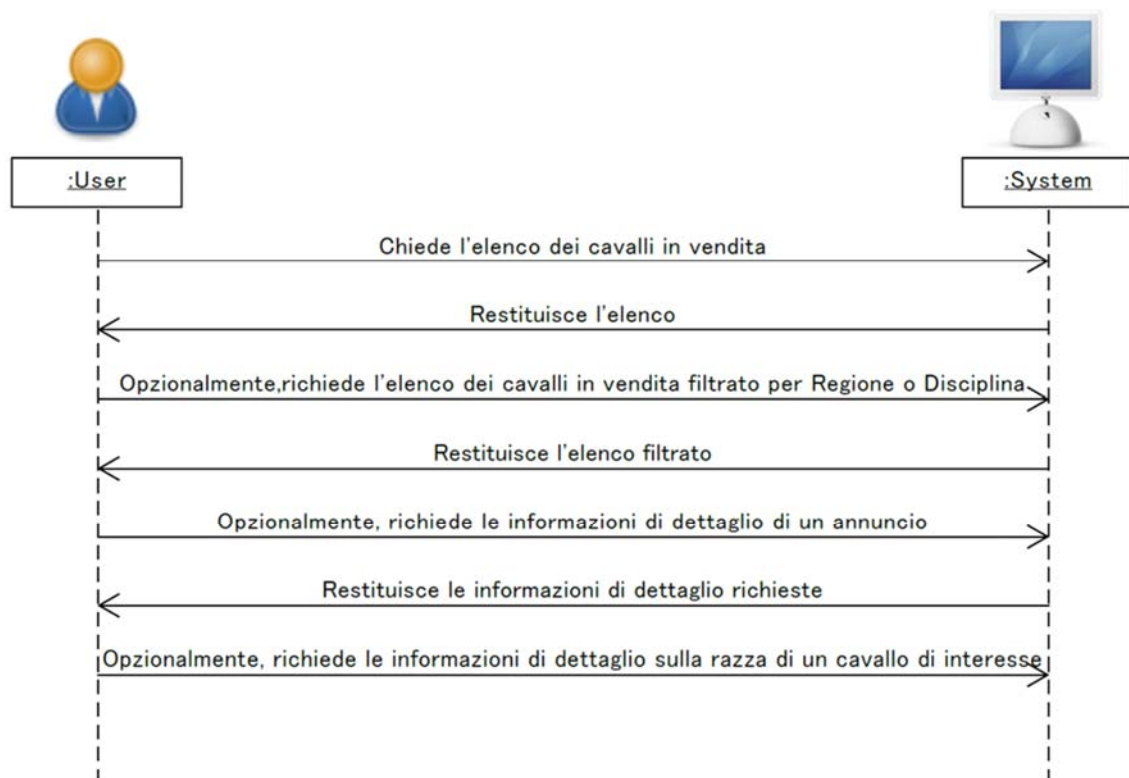 :User
:System
Chiede l'elenco dei cavalli in vendita
Restituisce l'elenco
Opzionalmente,richiede l'elenco dei cavalli in vendita filtrato per Regione o Disciplina
Restituisce l'elenco filtrato
Opzionalmente, richiede le informazioni di dettaglio di un annuncio
Restituisce le informazioni di dettaglio richieste
Opzionalmente, richiede le informazioni di dettaglio sulla razza di un cavallo di interesse